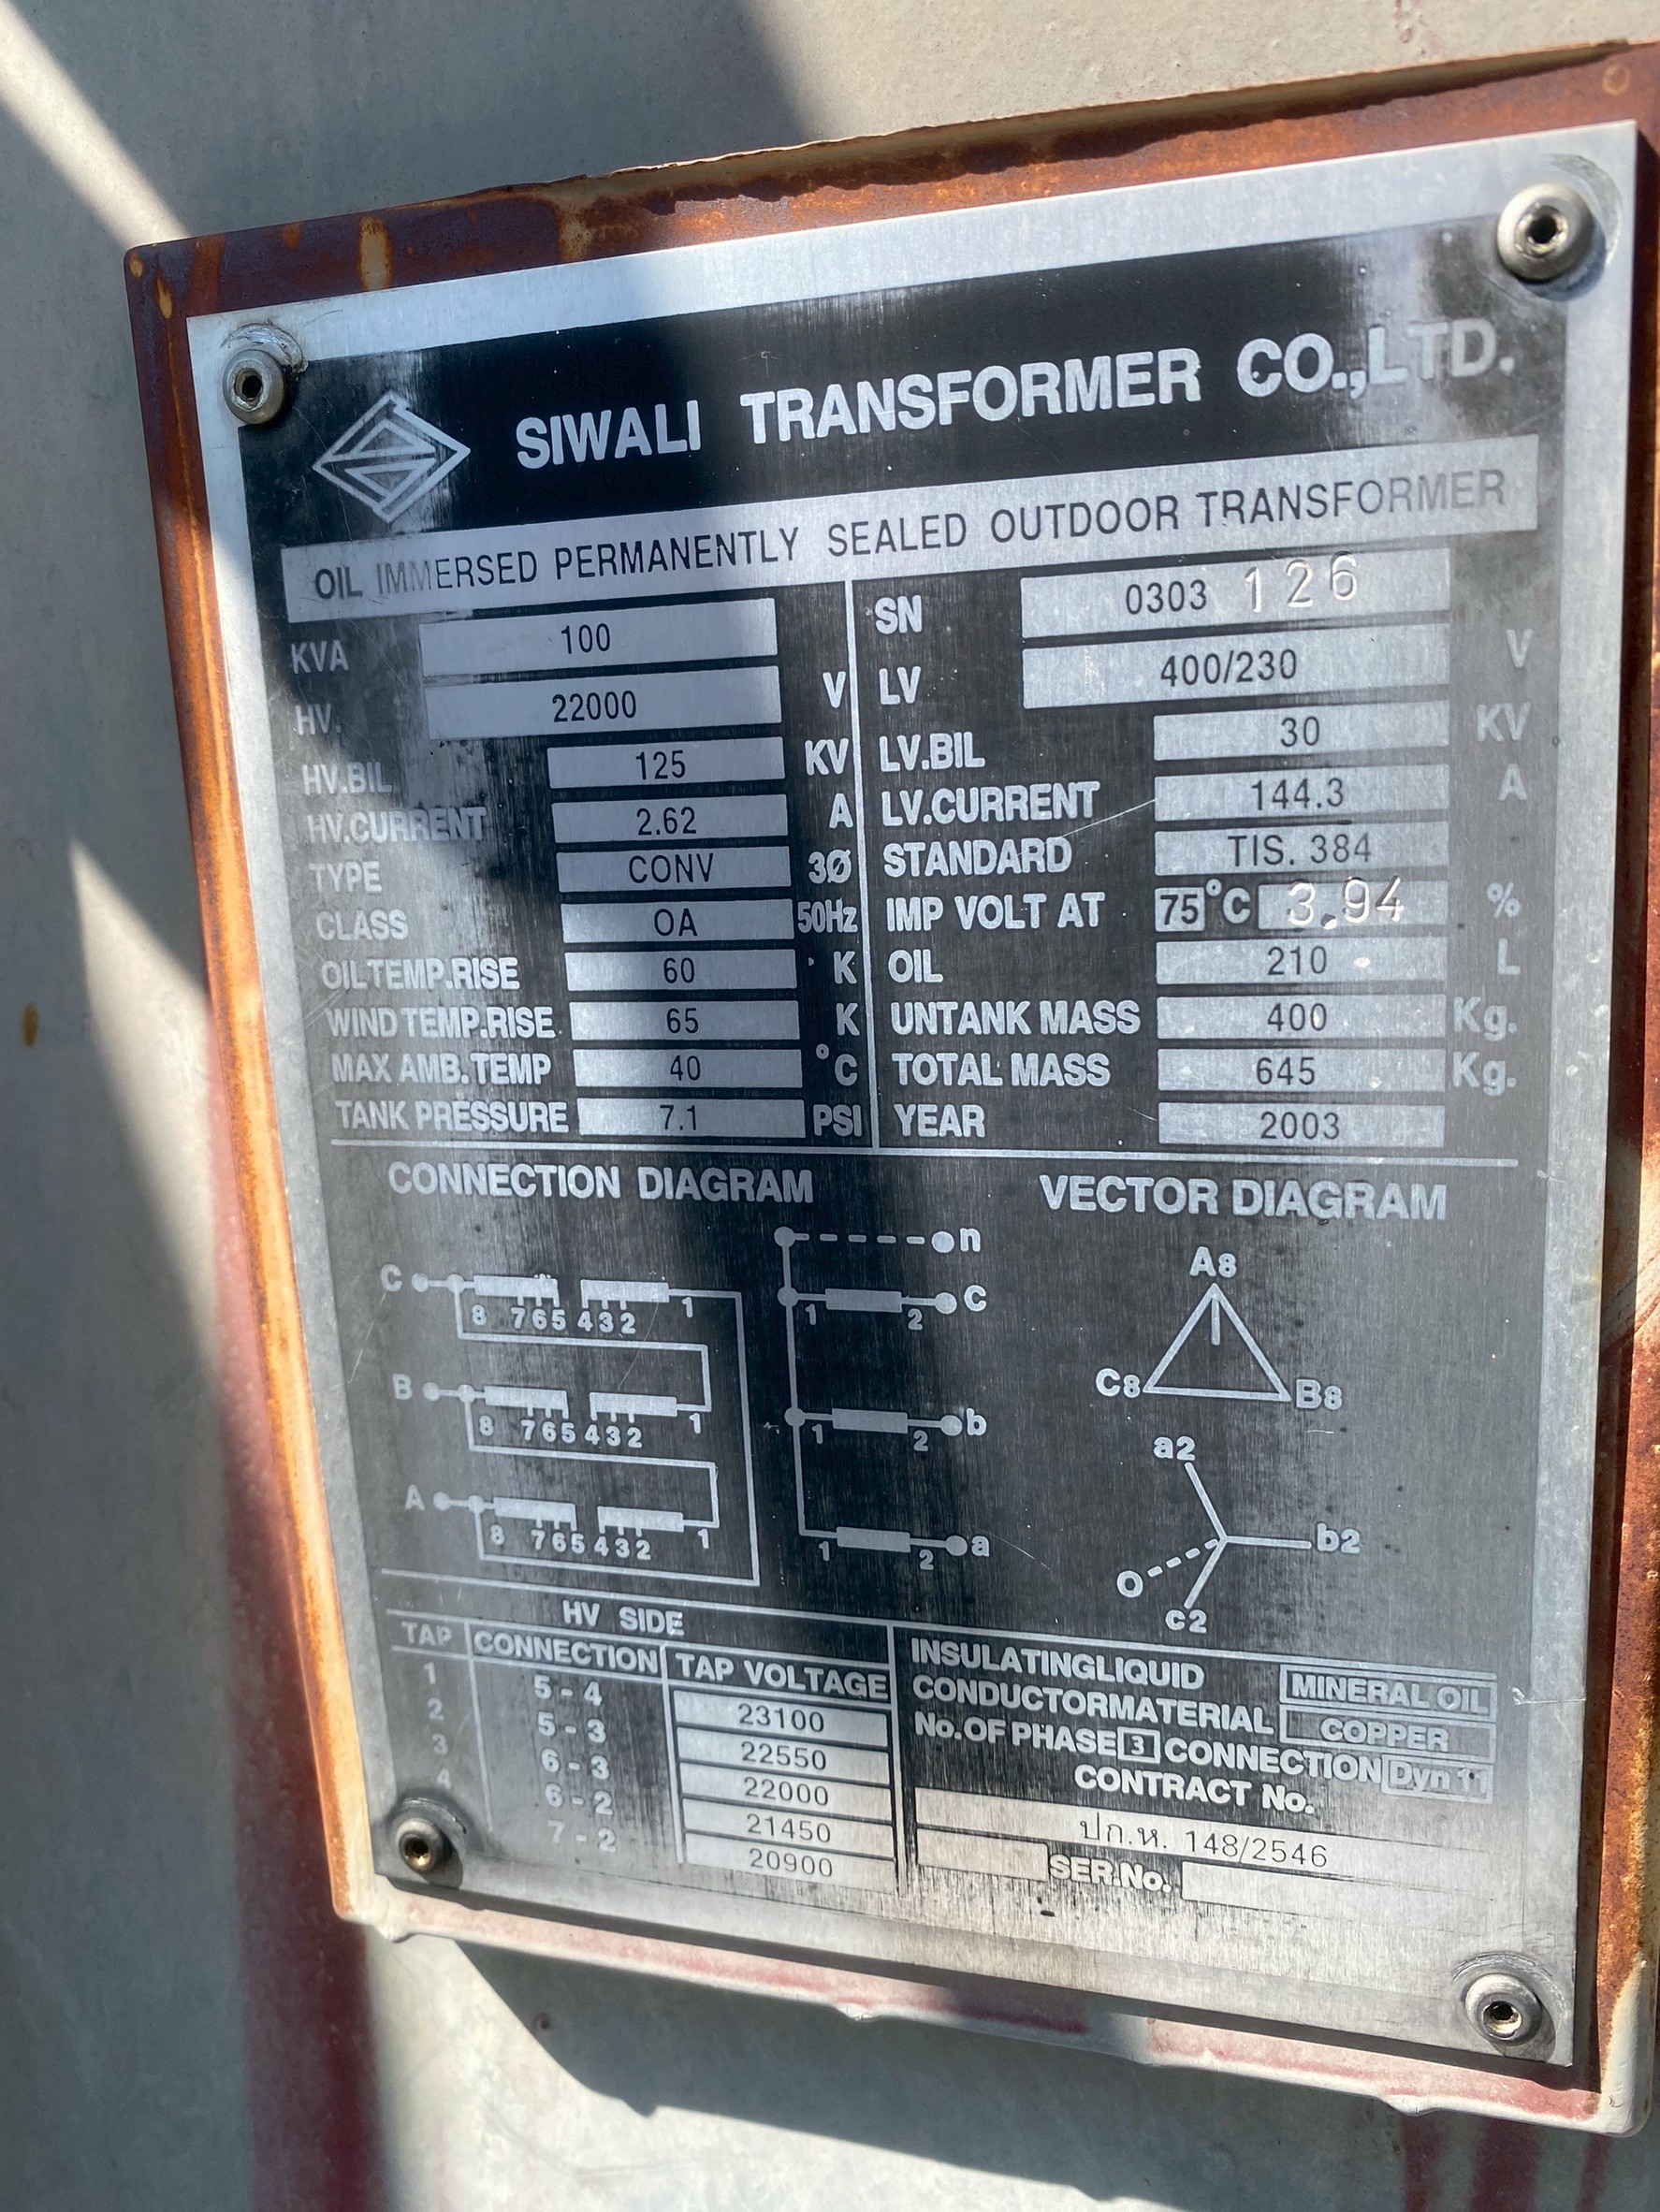 SIWALI TRANSFORMER CO.,LTD.
OIL IMMERSED PERMANENTLY SEALED OUTDOOR TRANSFORMER
KVA 100 SN 0303 126
HV. 22000 V LV 400/230 V
HV.BIL 125 KV LV.BIL 30 KV
HV.CURRENT 2.62 A LV.CURRENT 144.3 A
TYPE CONV 3Ø STANDARD TIS. 384
CLASS OA 50Hz IMP VOLT AT 75°C 3.94 %
OIL TEMP.RISE 60 K OIL 210 L
WIND TEMP.RISE 65 K UNTANK MASS 400 Kg.
MAX AMB.TEMP 40 °C TOTAL MASS 645 Kg.
TANK PRESSURE 7.1 PSI YEAR 2003
CONNECTION DIAGRAM
C 8 7 6 5 4 3 2 1
B 8 7 6 5 4 3 2 1
A 8 7 6 5 4 3 2 1
n
1 2 c
1 2 b
1 2 a
VECTOR DIAGRAM
A8
C8 B8
a2
b2
O
c2
HV SIDE
TAP CONNECTION TAP VOLTAGE
1 5-4 23100
2 5-3 22550
3 6-3 22000
4 6-2 21450
7-2 20900
INSULATINGLIQUID MINERAL OIL
CONDUCTORMATERIAL COPPER
No.OF PHASE 3 CONNECTION Dyn 11
CONTRACT No.
ปก.ห. 148/2546
SER.No.